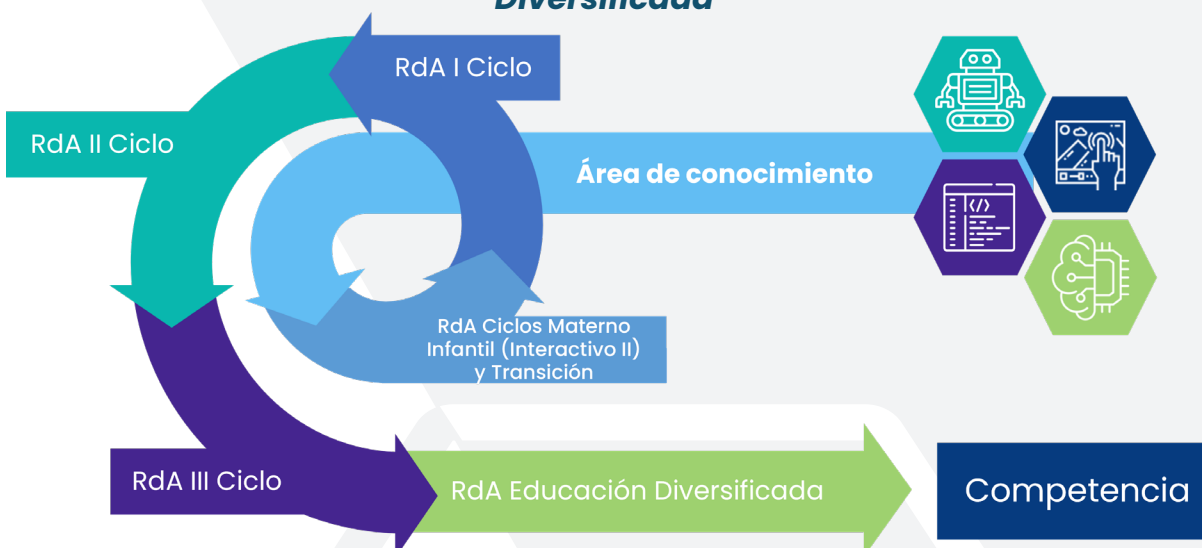 Diversificada
RdA I Ciclo
RdA II Ciclo
Área de conocimiento
RdA Ciclos Materno
Infantil (Interactivo II)
y Transición
RdA III Ciclo
RdA Educación Diversificada
Competencia